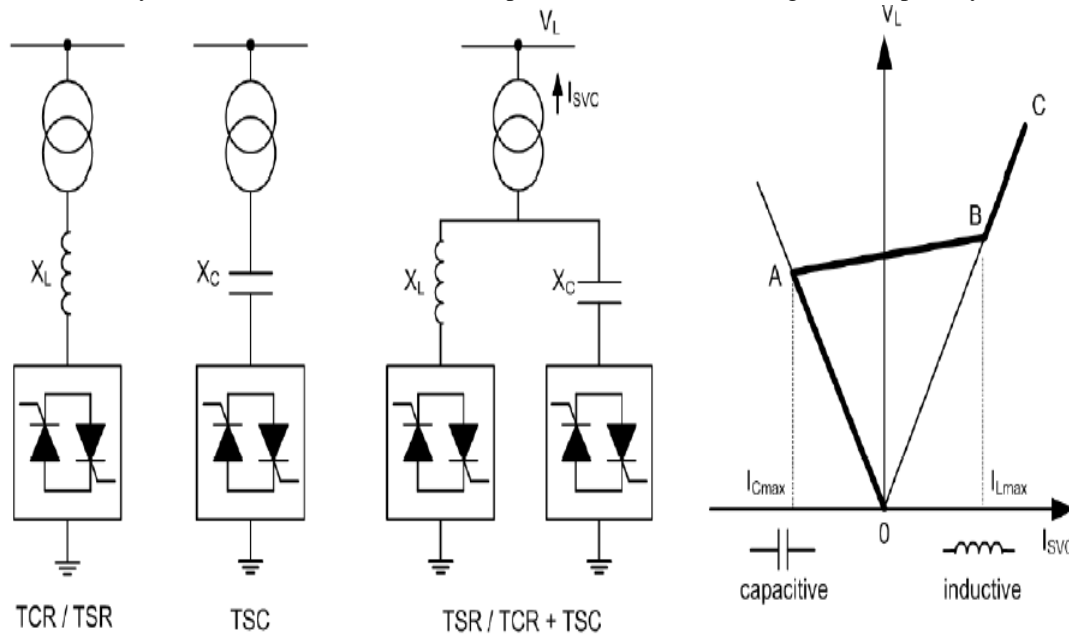 V_L
V_L
I_SVC
C
B
X_L
X_C
X_L
X_C
A
I_Cmax
I_Lmax
0
I_SVC
capacitive
inductive
TCR / TSR
TSC
TSR / TCR + TSC